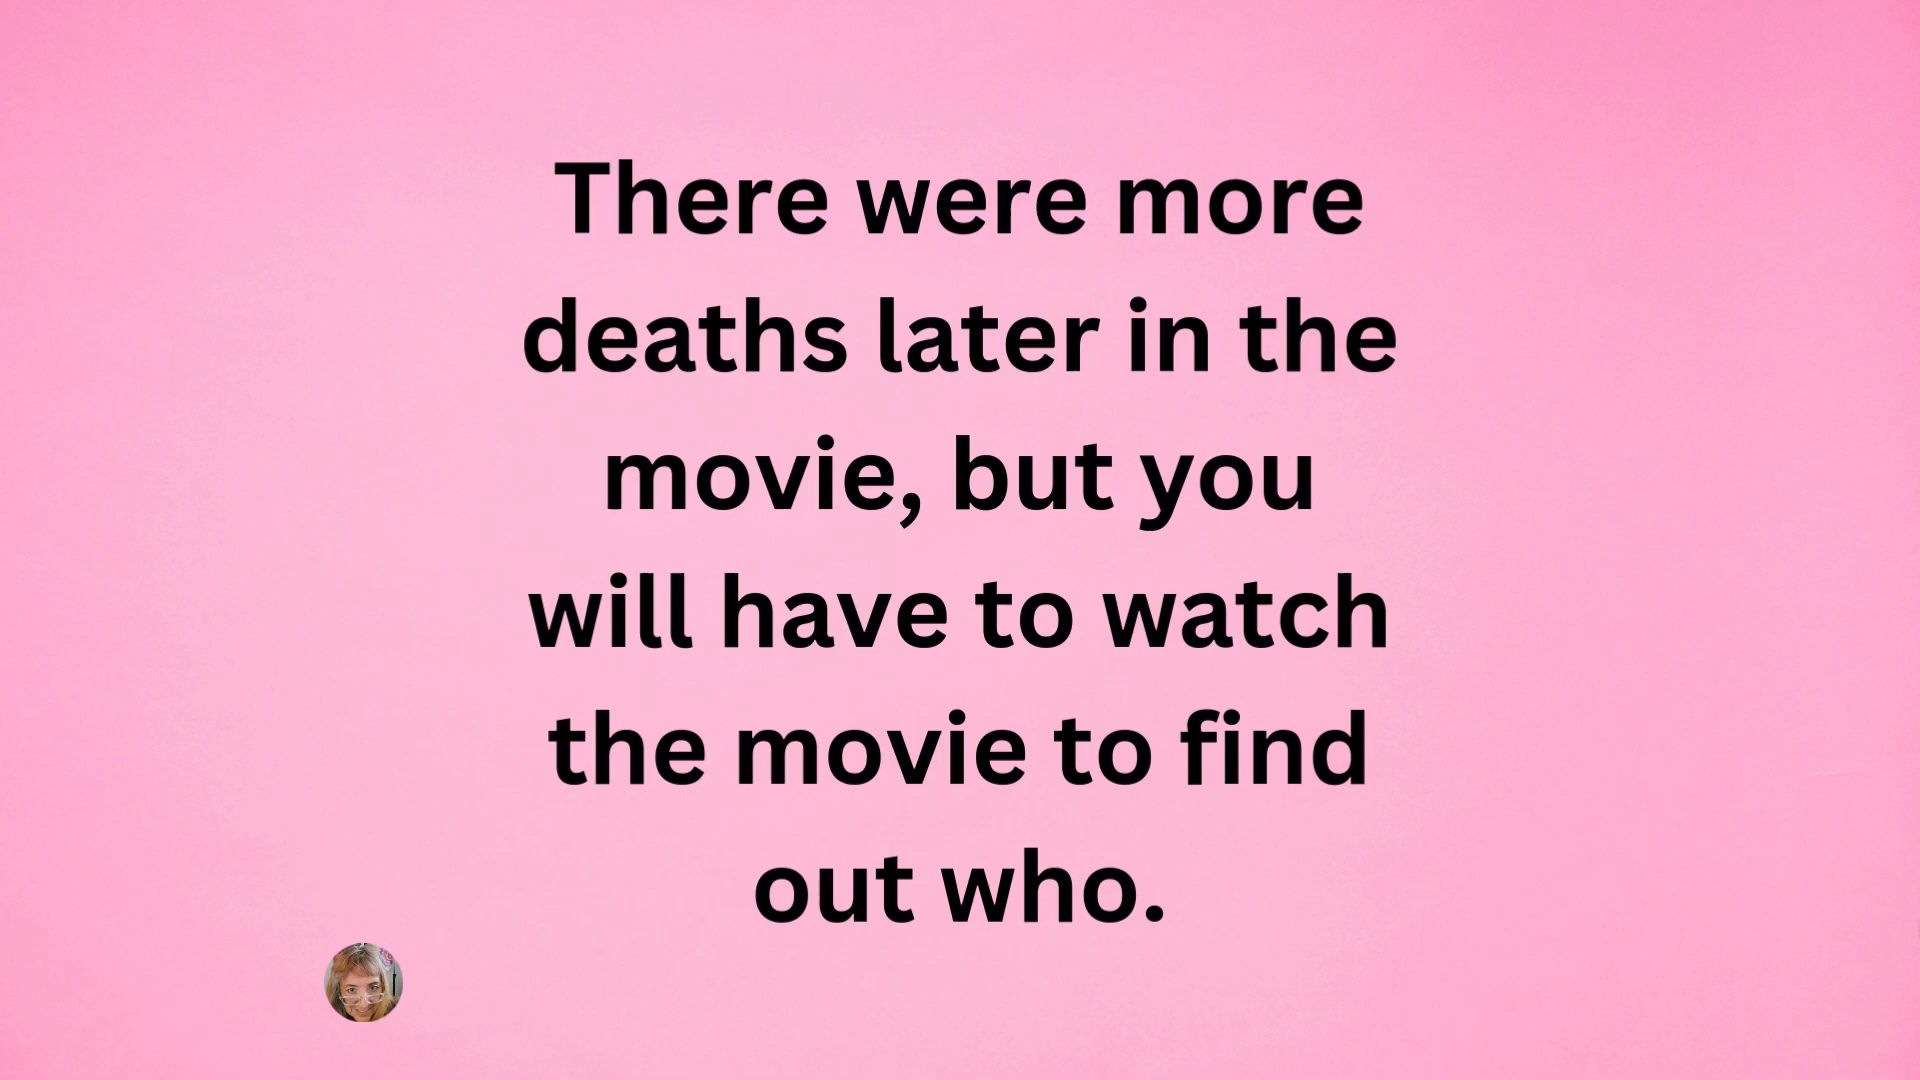 There were more
deaths later in the
movie, but you
will have to watch
the movie to find
out who.